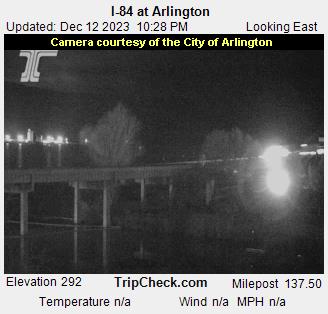 I-84 at Arlington
Updated: Dec 12 2023 10:28 PM Looking East
Camera courtesy of the City of Arlington
Elevation 292 TripCheck.com Milepost 137.50
Temperature n/a Wind n/a MPH n/a